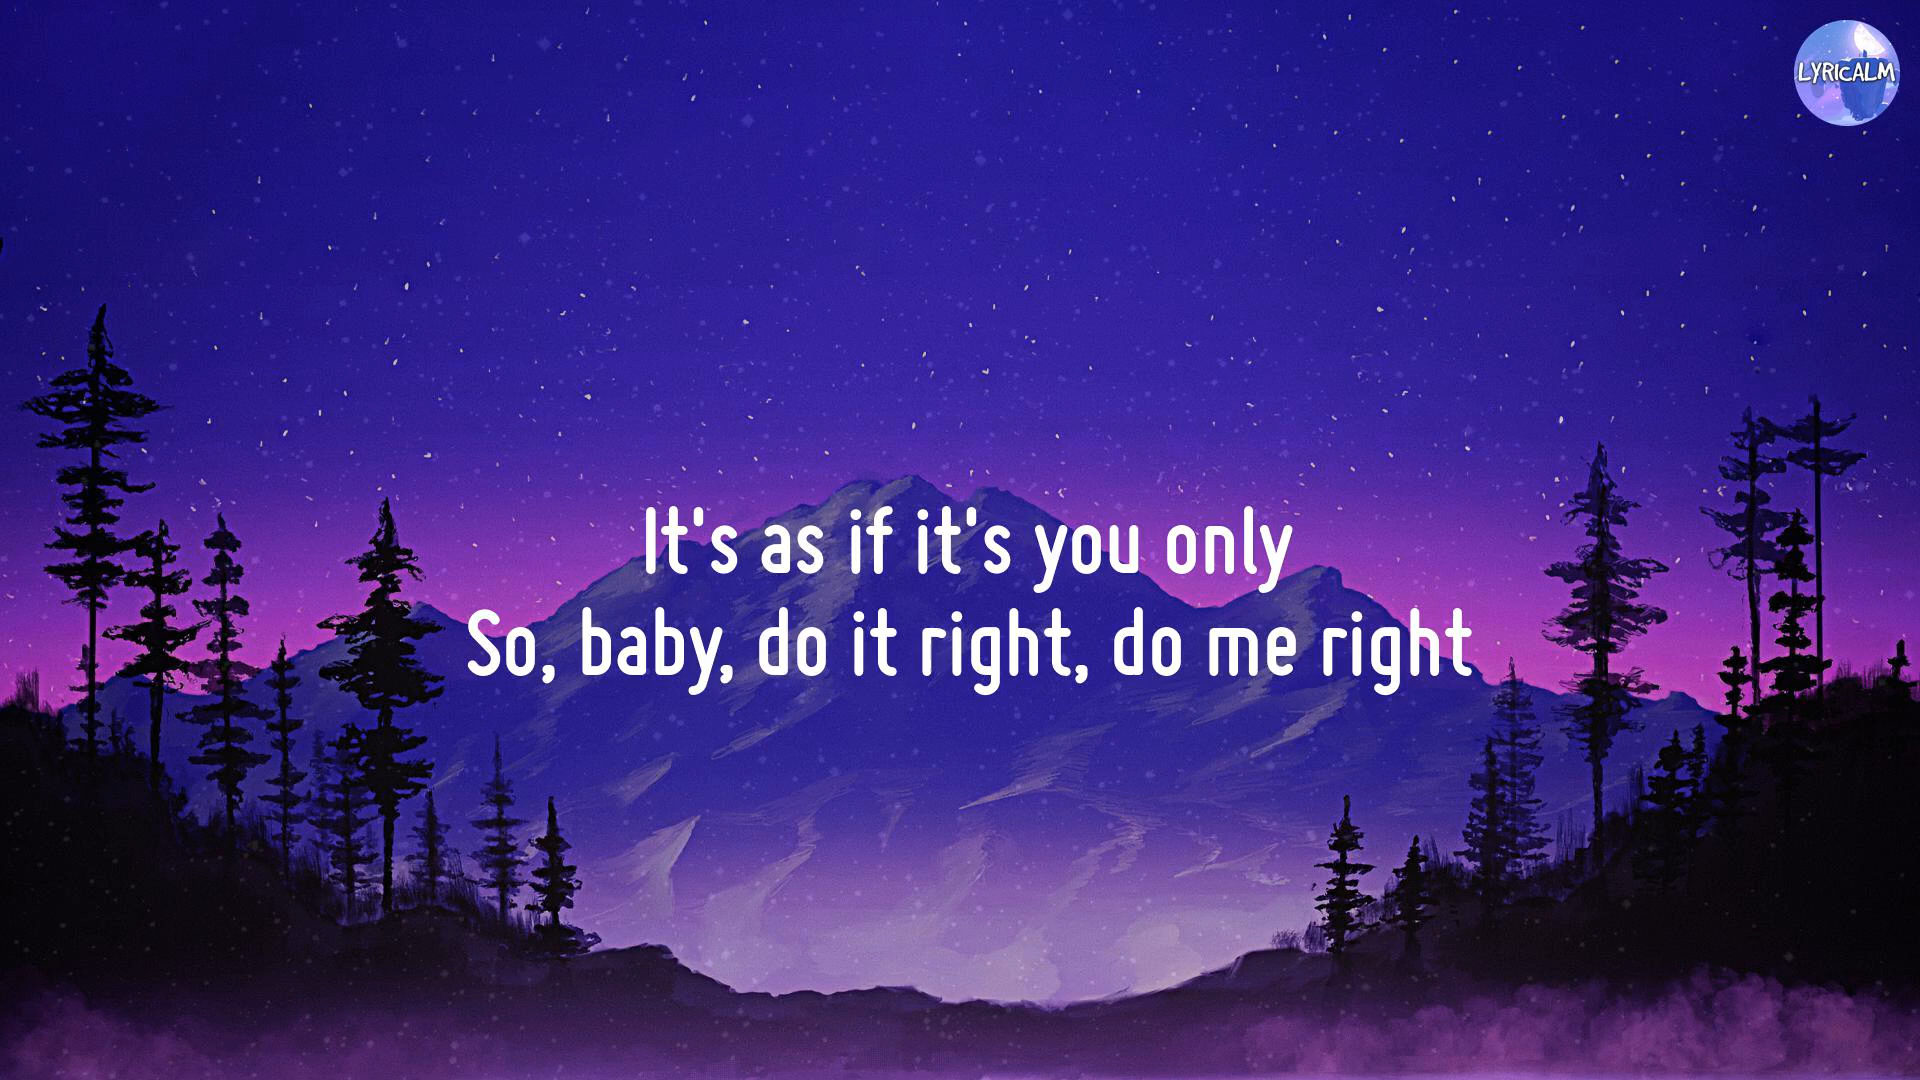 LYRICALM
It's as if it's you only
So, baby, do it right, do me right